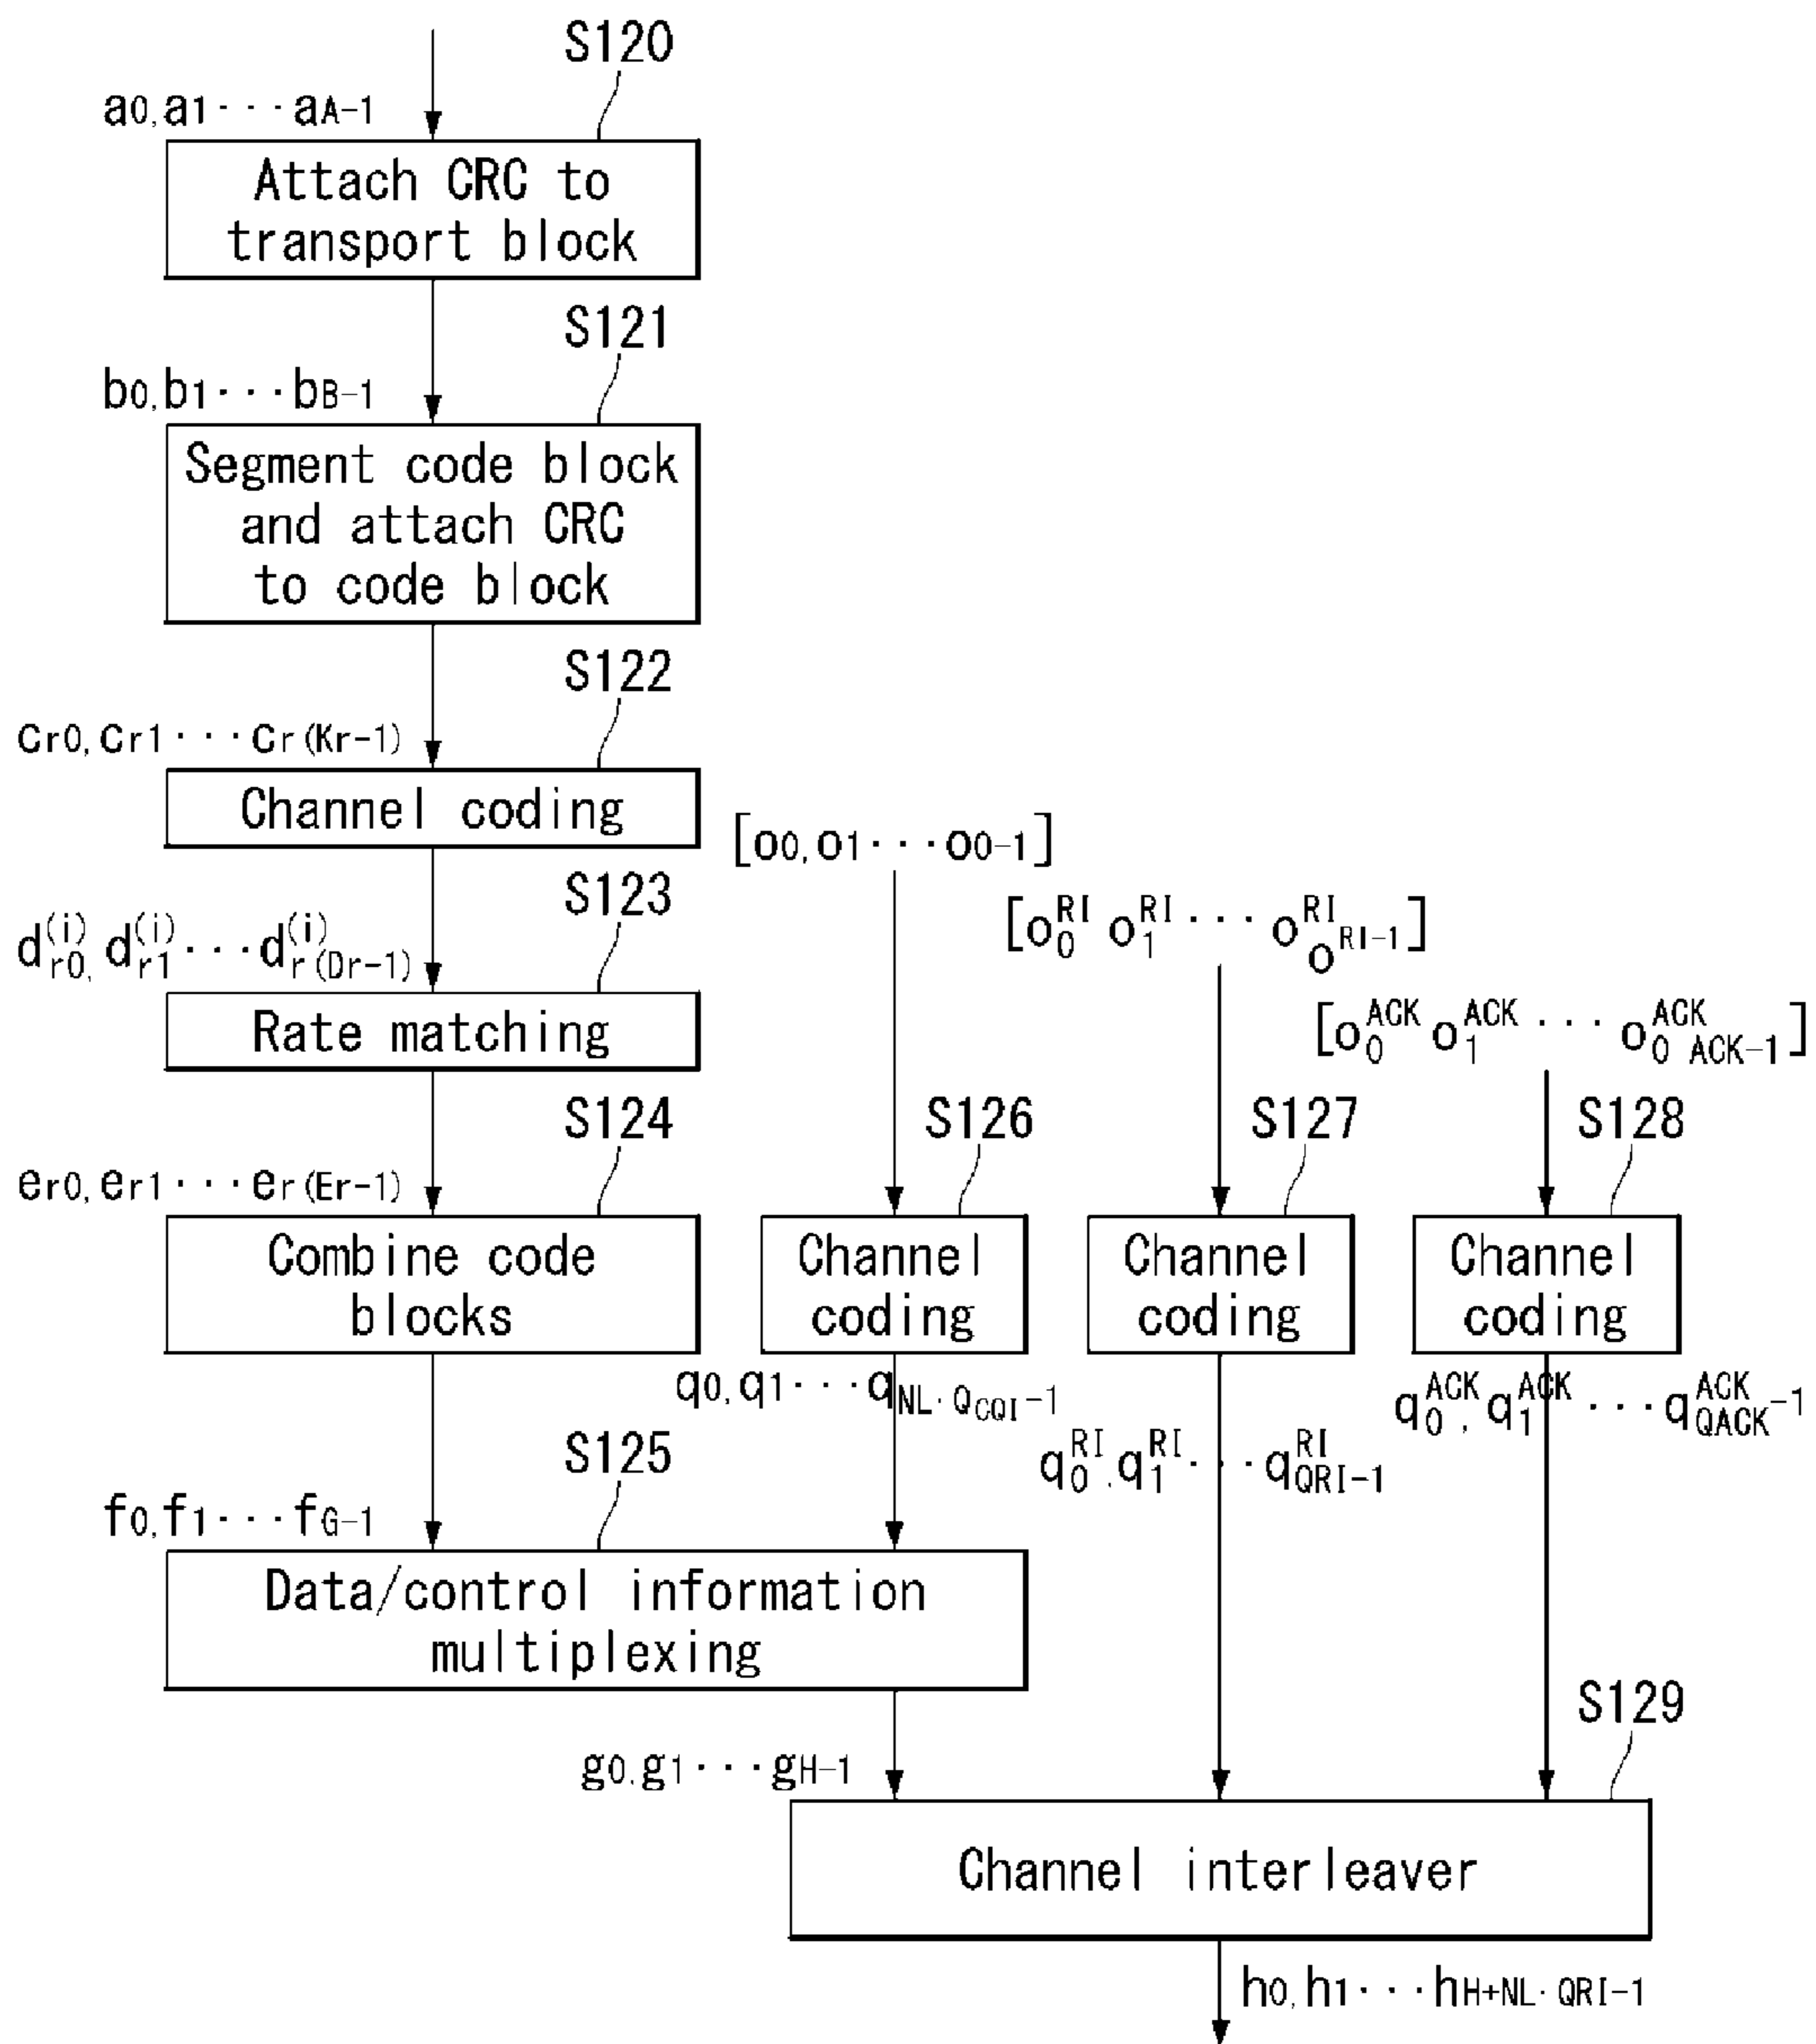 S120
a0,a1···aA-1
Attach CRC to
transport block
S121
b0,b1···bB-1
Segment code block
and attach CRC
to code block
S122
cr0,cr1···cr(Kr-1)
Channel coding
[o0,o1···o0-1]
S123
d(i)r0,d(i)r1···d(i)r(Dr-1)
[oRI0 oRI1···oRIoRI-1]
Rate matching
[oACK0 oACK1···oACK0 ACK-1]
S124
S126
S127
S128
er0,er1···er(Er-1)
Combine code
blocks
Channel
coding
Channel
coding
Channel
coding
q0,q1···qNL·QCQI-1
qACK0,qACK1···qACKQACK-1
qRI0,qRI1···qRIQRI-1
S125
f0,f1···fG-1
Data/control information
multiplexing
S129
g0,g1···gH-1
Channel interleaver
h0,h1···hH+NL·QRI-1